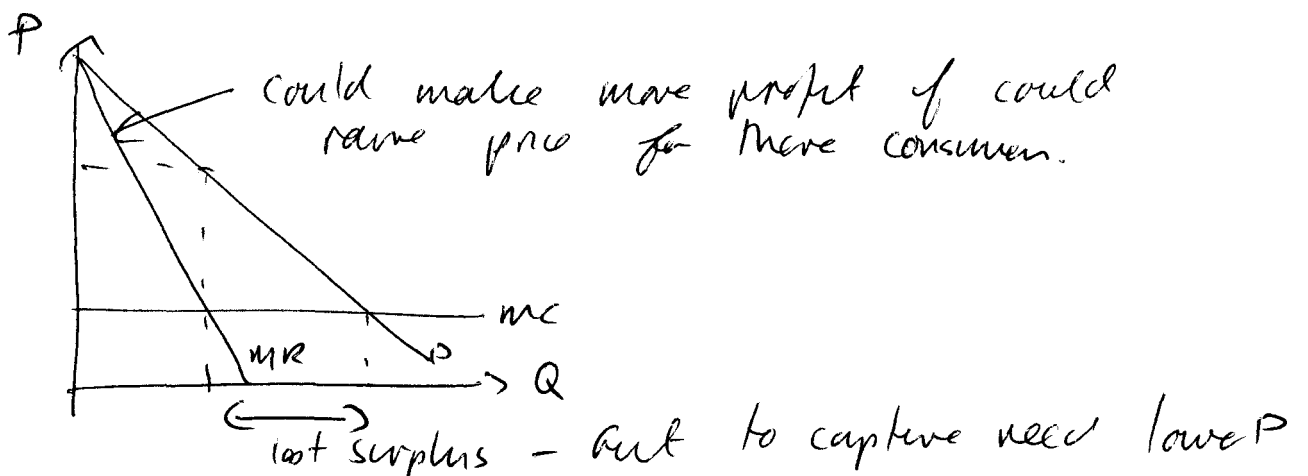 P
could make more profit if could
raise price for these consumers.
MC
MR
D
Q
lost surplus - but to capture need lower P